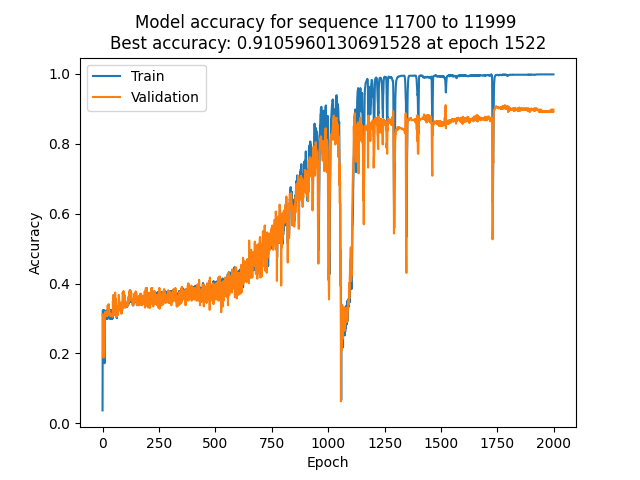 Model accuracy for sequence 11700 to 11999
Best accuracy: 0.9105960130691528 at epoch 1522
Train
Validation
Accuracy
1.0
0.8
0.6
0.4
0.2
0.0
0 250 500 750 1000 1250 1500 1750 2000
Epoch